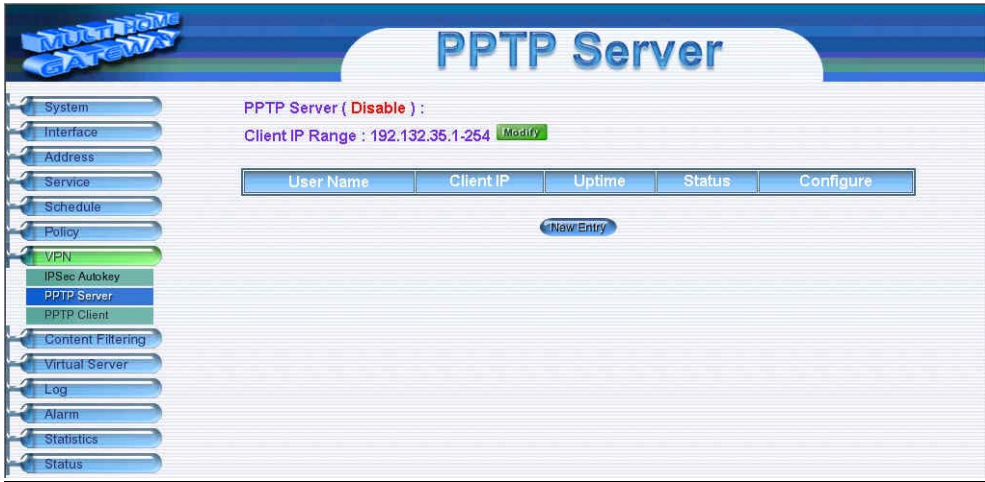 MULTI HOME
GATEWAY
PPTP Server
System
Interface
Address
Service
Schedule
Policy
VPN
IPSec Autokey
PPTP Server
PPTP Client
Content Filtering
Virtual Server
Log
Alarm
Statistics
Status
PPTP Server ( Disable ) :
Client IP Range : 192.132.35.1-254 Modify
User Name Client IP Uptime Status Configure
New Entry